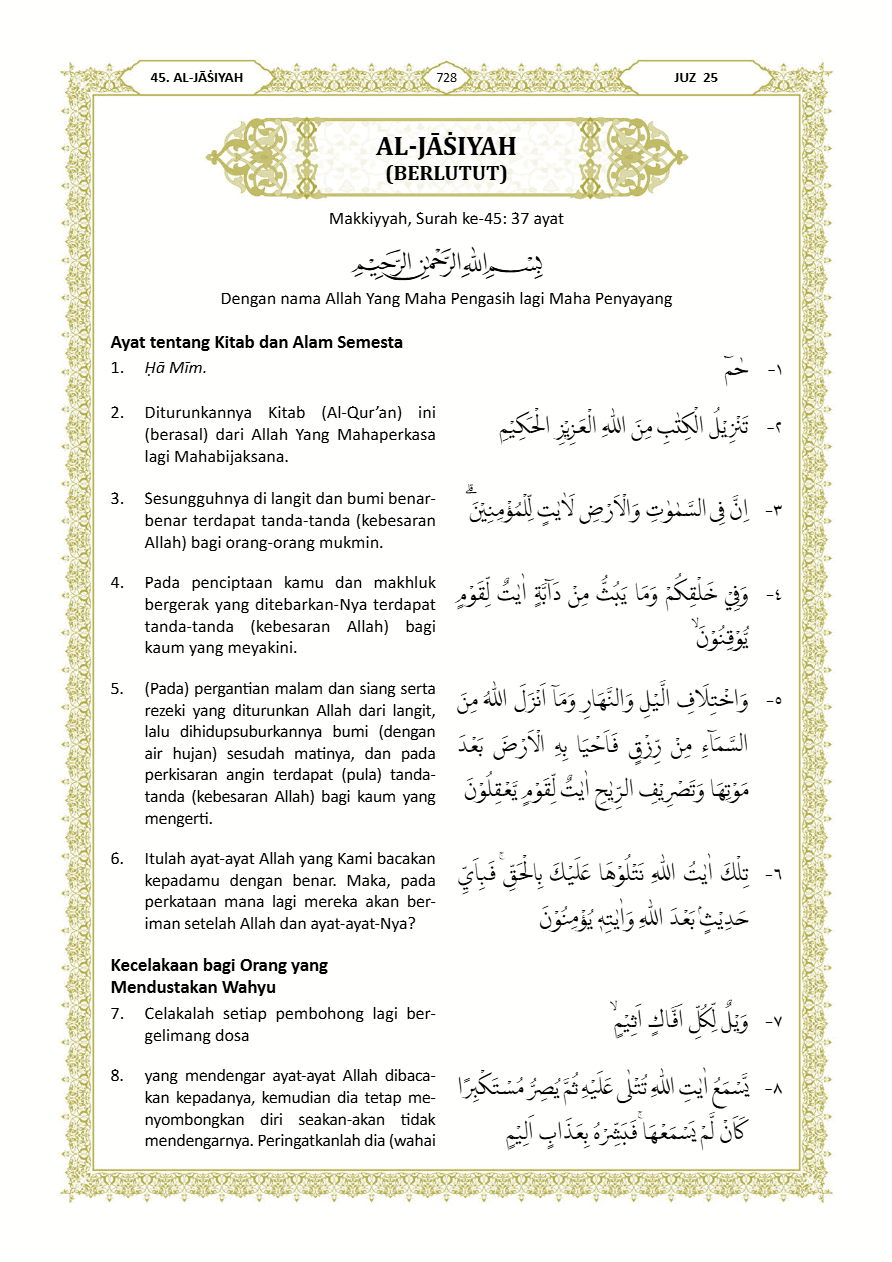 45. AL-JĀṠIYAH
728
JUZ 25
AL-JĀṠIYAH
(BERLUTUT)
Makkiyyah, Surah ke-45: 37 ayat
بِسْمِ اللهِ الرَّحْمٰنِ الرَّحِيْمِ
Dengan nama Allah Yang Maha Pengasih lagi Maha Penyayang
Ayat tentang Kitab dan Alam Semesta
1. Ḥā Mīm.
١- حٰمۤ
2. Diturunkannya Kitab (Al-Qur’an) ini
(berasal) dari Allah Yang Mahaperkasa
lagi Mahabijaksana.
٢- تَنْزِيْلُ الْكِتٰبِ مِنَ اللّٰهِ الْعَزِيْزِ الْحَكِيْمِ
3. Sesungguhnya di langit dan bumi benar-
benar terdapat tanda-tanda (kebesaran
Allah) bagi orang-orang mukmin.
٣- اِنَّ فِى السَّمٰوٰتِ وَالْاَرْضِ لَاٰيٰتٍ لِّلْمُؤْمِنِيْنَۗ
4. Pada penciptaan kamu dan makhluk
bergerak yang ditebarkan-Nya terdapat
tanda-tanda (kebesaran Allah) bagi
kaum yang meyakini.
٤- وَفِيْ خَلْقِكُمْ وَمَا يَبُثُّ مِنْ دَاۤبَّةٍ اٰيٰتٌ لِّقَوْمٍ
يُّوْقِنُوْنَۙ
5. (Pada) pergantian malam dan siang serta
rezeki yang diturunkan Allah dari langit,
lalu dihidupsuburkannya bumi (dengan
air hujan) sesudah matinya, dan pada
perkisaran angin terdapat (pula) tanda-
tanda (kebesaran Allah) bagi kaum yang
mengerti.
٥- وَاخْتِلَافِ الَّيْلِ وَالنَّهَارِ وَمَآ اَنْزَلَ اللّٰهُ مِنَ
السَّمَاۤءِ مِنْ رِّزْقٍ فَاَحْيَا بِهِ الْاَرْضَ بَعْدَ
مَوْتِهَا وَتَصْرِيْفِ الرِّيٰحِ اٰيٰتٌ لِّقَوْمٍ يَّعْقِلُوْنَ
6. Itulah ayat-ayat Allah yang Kami bacakan
kepadamu dengan benar. Maka, pada
perkataan mana lagi mereka akan ber-
iman setelah Allah dan ayat-ayat-Nya?
٦- تِلْكَ اٰيٰتُ اللّٰهِ نَتْلُوْهَا عَلَيْكَ بِالْحَقِّۚ فَبِاَيِّ
حَدِيْثٍۢ بَعْدَ اللّٰهِ وَاٰيٰتِهٖ يُؤْمِنُوْنَ
Kecelakaan bagi Orang yang
Mendustakan Wahyu
7. Celakalah setiap pembohong lagi ber-
gelimang dosa
٧- وَيْلٌ لِّكُلِّ اَفَّاكٍ اَثِيْمٍۙ
8. yang mendengar ayat-ayat Allah dibaca-
kan kepadanya, kemudian dia tetap me-
nyombongkan diri seakan-akan tidak
mendengarnya. Peringatkanlah dia (wahai
٨- يَّسْمَعُ اٰيٰتِ اللّٰهِ تُتْلٰى عَلَيْهِ ثُمَّ يُصِرُّ مُسْتَكْبِرًا
كَاَنْ لَّمْ يَسْمَعْهَاۚ فَبَشِّرْهُ بِعَذَابٍ اَلِيْمٍ